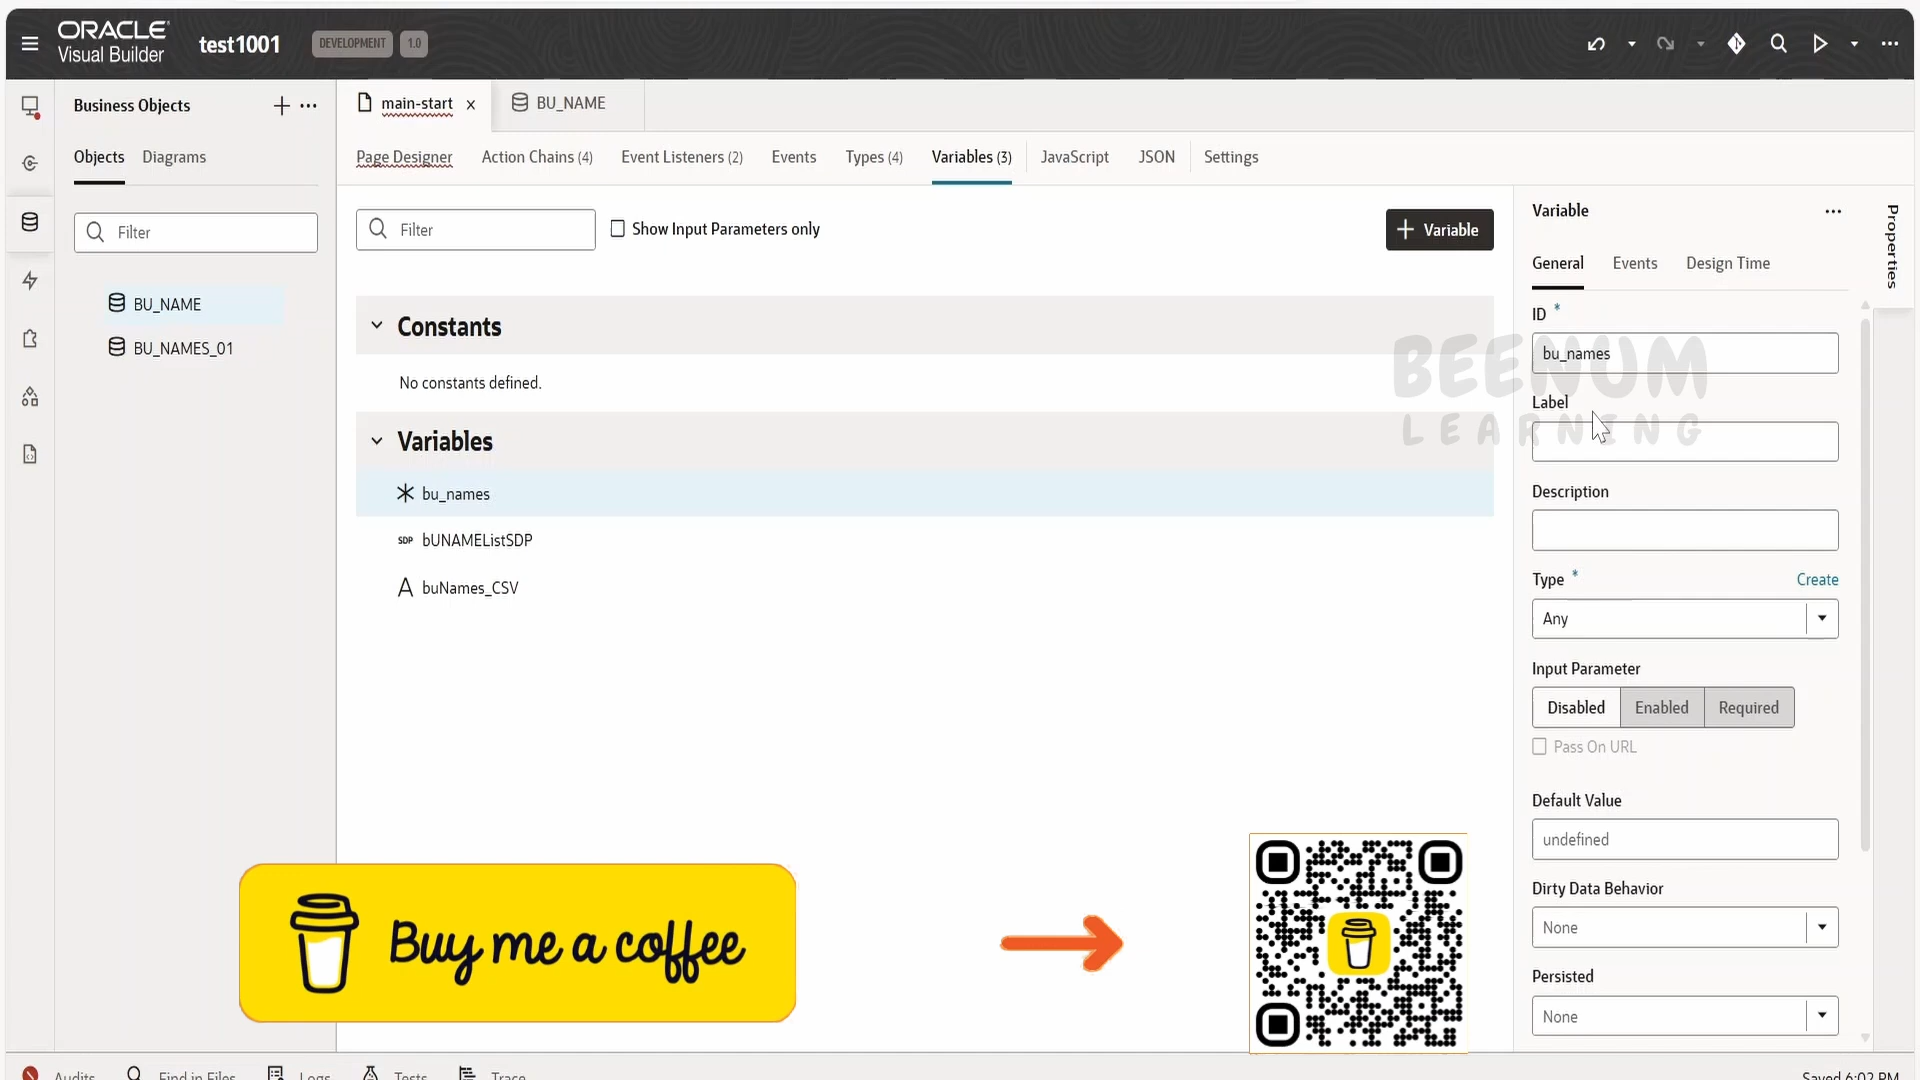 ORACLE
Visual Builder
test1001
DEVELOPMENT
1.0
Business Objects
Objects
Diagrams
Filter
BU_NAME
BU_NAMES_01
main-start
BU_NAME
Page Designer
Action Chains (4)
Event Listeners (2)
Events
Types (4)
Variables (3)
JavaScript
JSON
Settings
Filter
Show Input Parameters only
+ Variable
Constants
No constants defined.
Variables
bu_names
SDP bUNAMEListSDP
A buNames_CSV
Variable
Properties
General
Events
Design Time
ID *
bu_names
BEENUM
LEARNING
Label
Description
Type *
Create
Any
Input Parameter
Disabled
Enabled
Required
Pass On URL
Default Value
undefined
Dirty Data Behavior
None
Persisted
None
Buy me a coffee
Audits
Find in Files
Logs
Tests
Trace
Saved 6:02 PM